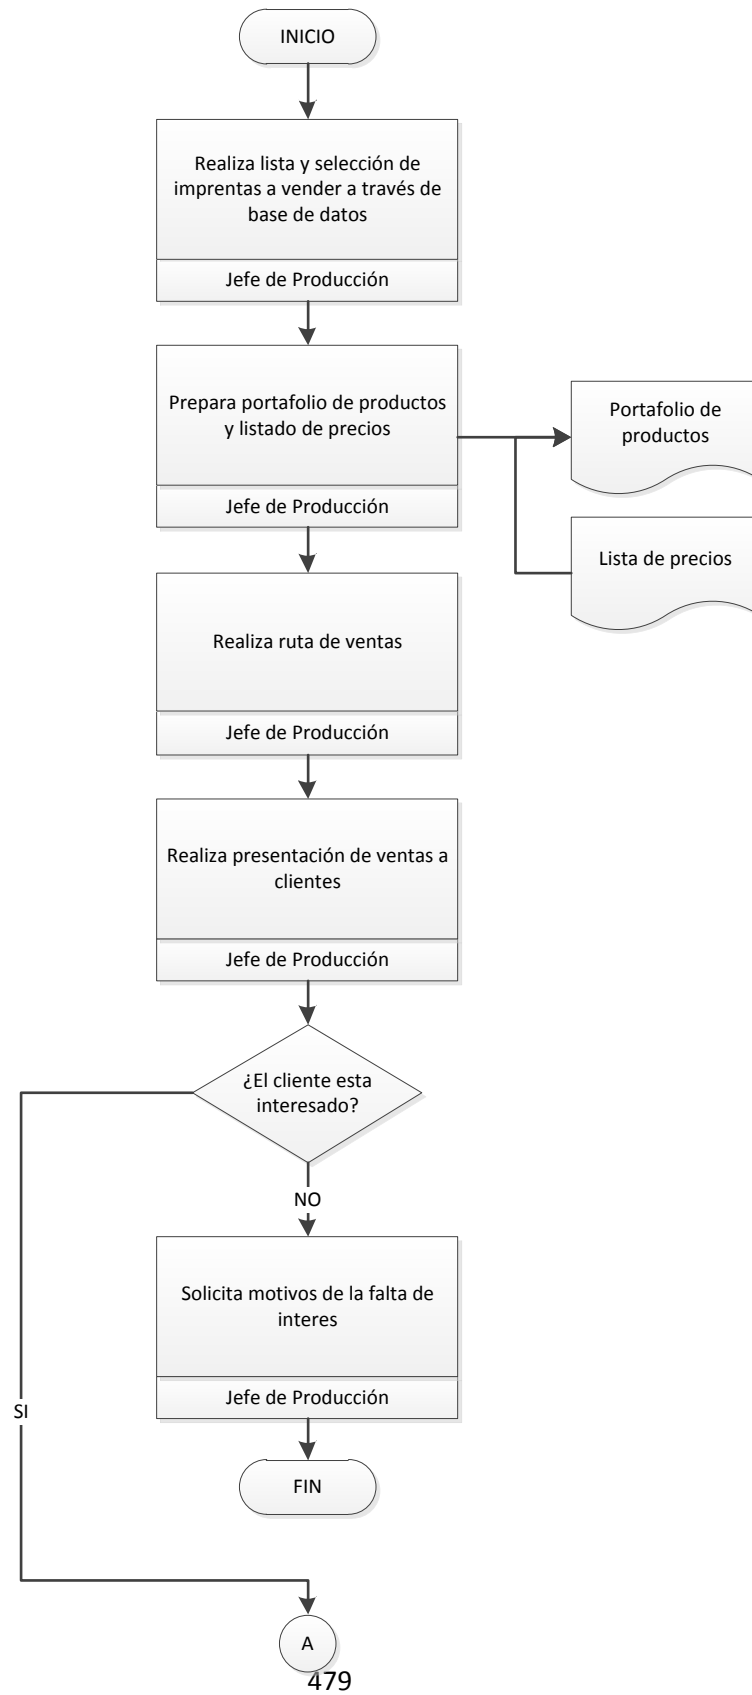 INICIO
Realiza lista y selección de
imprentas a vender a través de
base de datos
Jefe de Producción
Prepara portafolio de productos
y listado de precios
Jefe de Producción
Portafolio de
productos
Lista de precios
Realiza ruta de ventas
Jefe de Producción
Realiza presentación de ventas a
clientes
Jefe de Producción
¿El cliente esta
interesado?
NO
Solicita motivos de la falta de
interes
Jefe de Producción
SI
FIN
A
479